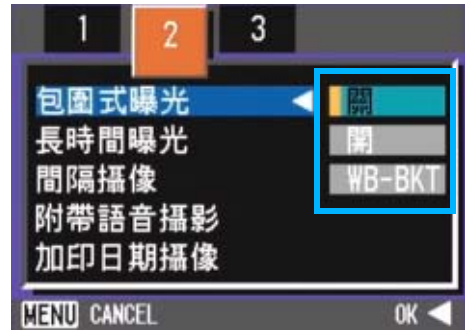 1 2 3
包圍式曝光 關
長時間曝光 開
間隔攝像 WB-BKT
附帶語音攝影
加印日期攝像
MENU CANCEL OK